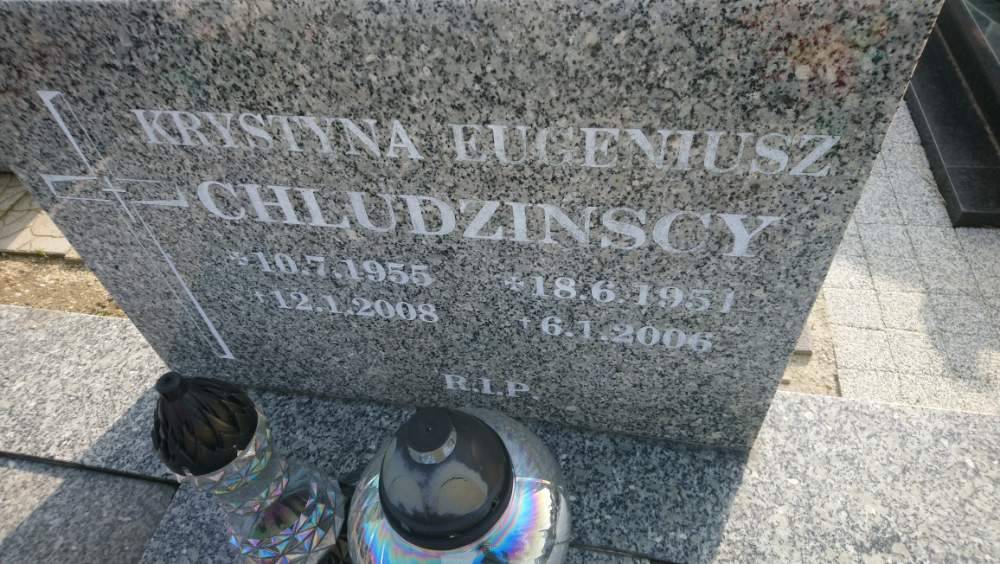 KRYSTYNA EUGENIUSZ
CHLUDZINSCY
*10.7.1955 *18.6.1951
†12.1.2008 †6.1.2006
R.I.P.